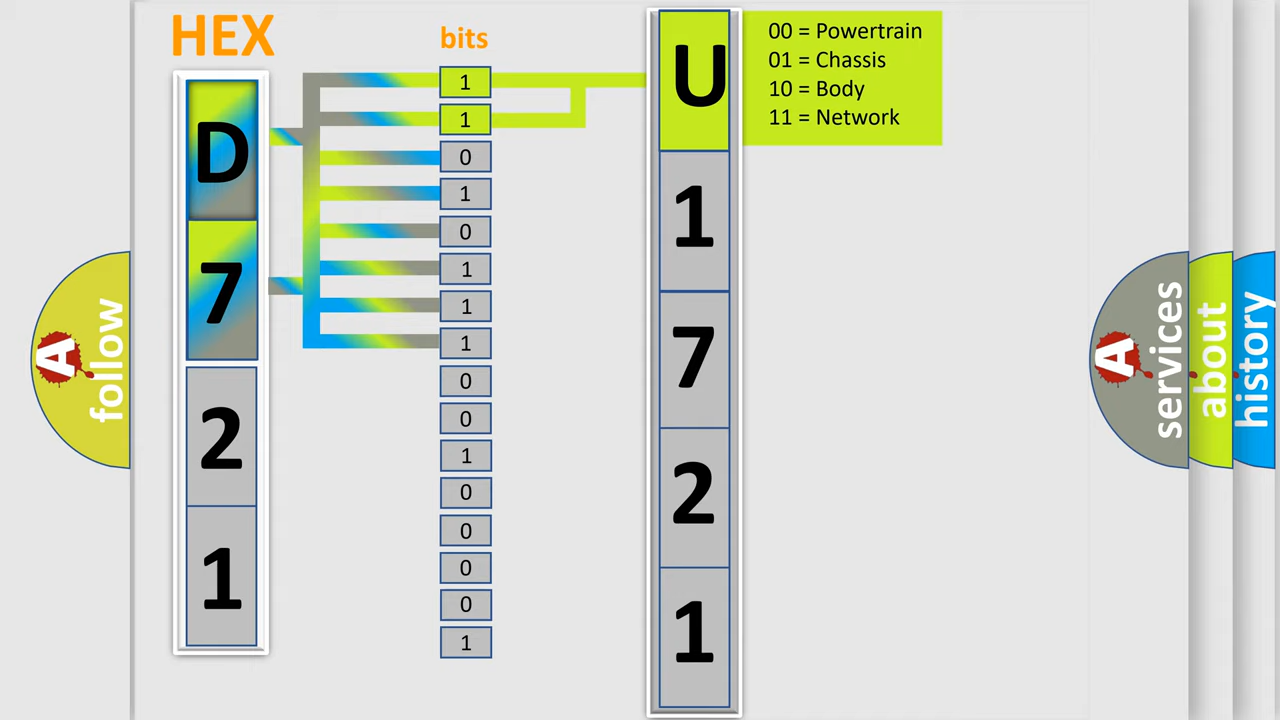 HEX
bits
D
7
2
1
1
1
0
1
0
1
1
1
0
0
1
0
0
0
0
1
U
1
7
2
1
00 = Powertrain
01 = Chassis
10 = Body
11 = Network
A
follow
A
services
about
history